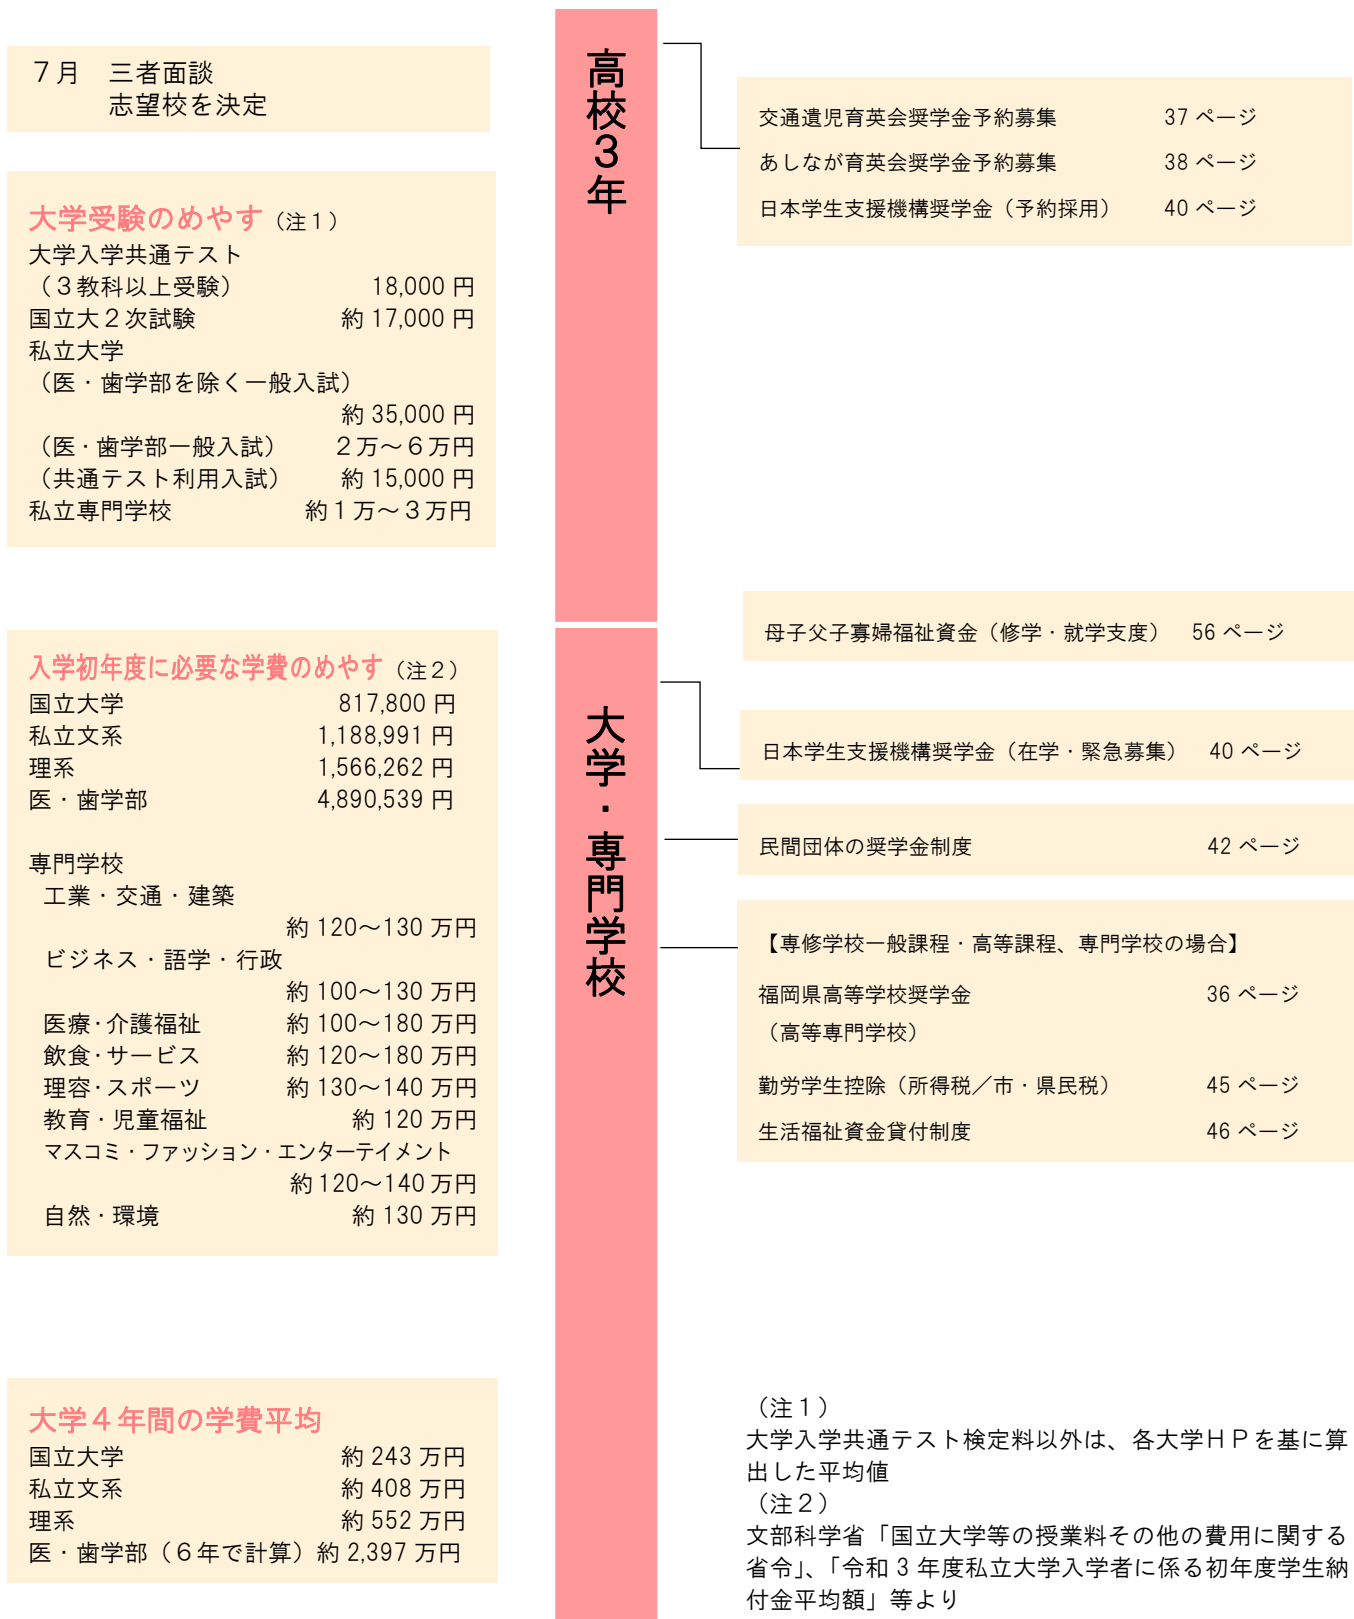 ７月　三者面談
志望校を決定
大学受験のめやす（注１）
大学入学共通テスト
（３教科以上受験）　18,000 円
国立大２次試験　約 17,000 円
私立大学
（医・歯学部を除く一般入試）
約 35,000 円
（医・歯学部一般入試）　２万～６万円
（共通テスト利用入試）　約 15,000 円
私立専門学校　約１万～３万円
入学初年度に必要な学費のめやす（注２）
国立大学　817,800 円
私立文系　1,188,991 円
理系　1,566,262 円
医・歯学部　4,890,539 円
専門学校
工業・交通・建築
約 120～130 万円
ビジネス・語学・行政
約 100～130 万円
医療・介護福祉　約 100～180 万円
飲食・サービス　約 120～180 万円
理容・スポーツ　約 130～140 万円
教育・児童福祉　約 120 万円
マスコミ・ファッション・エンターテイメント
約 120～140 万円
自然・環境　約 130 万円
大学４年間の学費平均
国立大学　約 243 万円
私立文系　約 408 万円
理系　約 552 万円
医・歯学部（６年で計算）約 2,397 万円
高校３年
大学・専門学校
交通遺児育英会奨学金予約募集　37 ページ
あしなが育英会奨学金予約募集　38 ページ
日本学生支援機構奨学金（予約採用）　40 ページ
母子父子寡婦福祉資金（修学・就学支度）　56 ページ
日本学生支援機構奨学金（在学・緊急募集）　40 ページ
民間団体の奨学金制度　42 ページ
【専修学校一般課程・高等課程、専門学校の場合】
福岡県高等学校奨学金　36 ページ
（高等専門学校）
勤労学生控除（所得税／市・県民税）　45 ページ
生活福祉資金貸付制度　46 ページ
（注１）
大学入学共通テスト検定料以外は、各大学ＨＰを基に算
出した平均値
（注２）
文部科学省「国立大学等の授業料その他の費用に関する
省令」、「令和 3 年度私立大学入学者に係る初年度学生納
付金平均額」等より